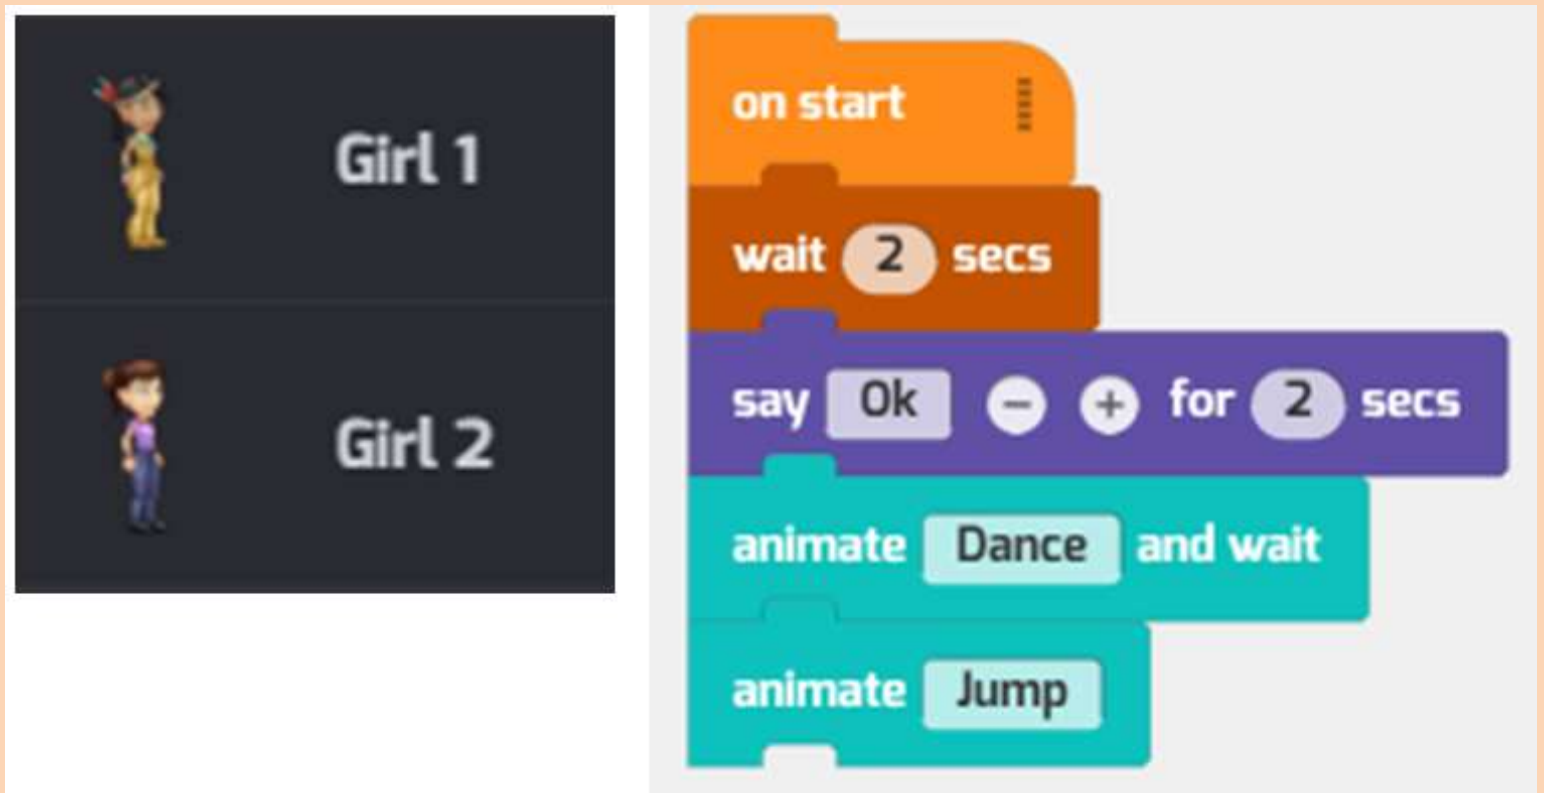 Girl 1
Girl 2
on start
wait 2 secs
say Ok − + for 2 secs
animate Dance and wait
animate Jump